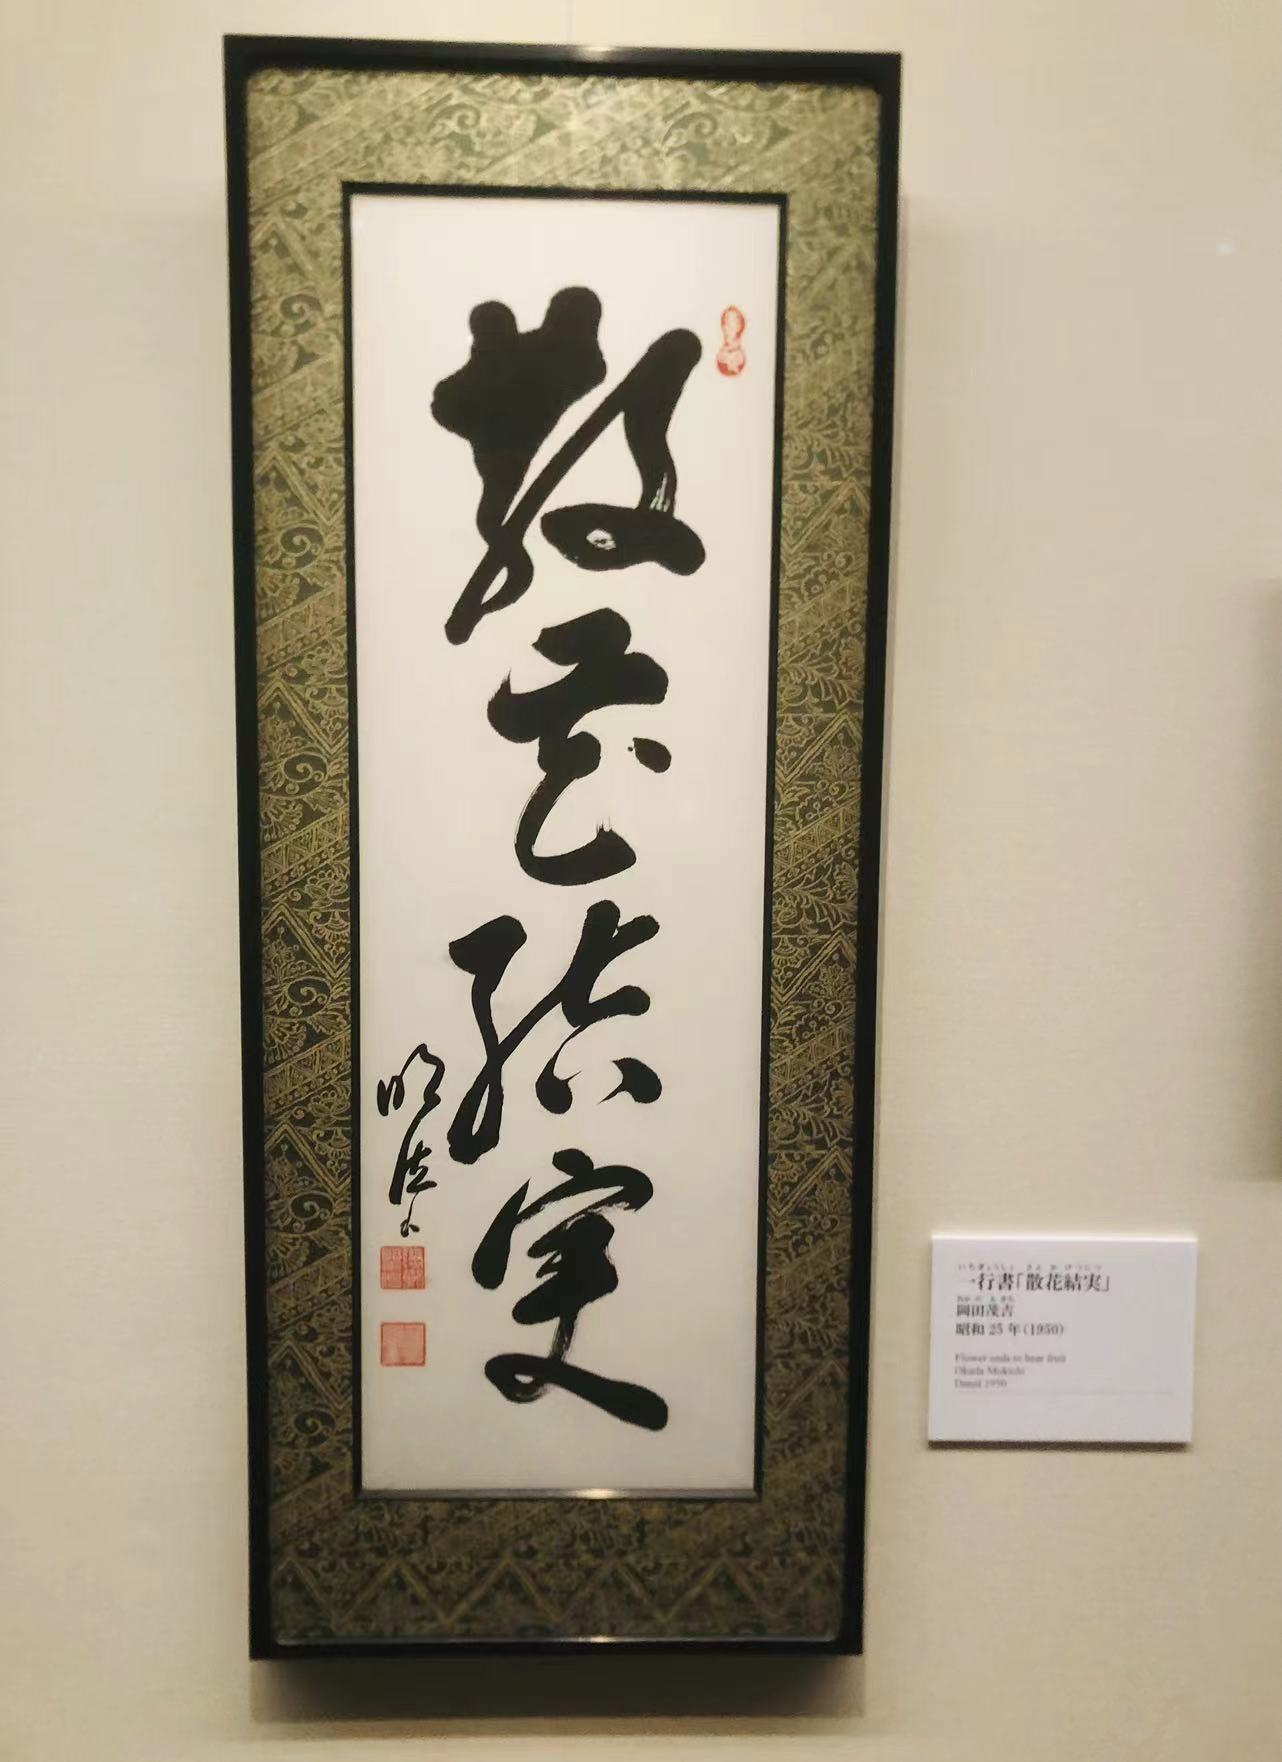 散花結実
明主
いちぎょうしょ さん か けつじつ
一行書「散花結実」
おか だ も きち
岡田茂吉
昭和 25 年（1950）
Flower ends to bear fruit
Okada Mokichi
Dated 1950